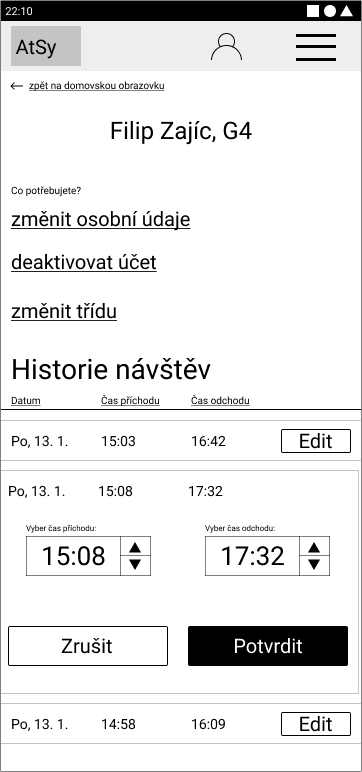 22:10
AtSy
zpět na domovskou obrazovku
Filip Zajíc, G4
Co potřebujete?
změnit osobní údaje
deaktivovat účet
změnit třídu
Historie návštěv
Datum Čas příchodu Čas odchodu
Po, 13. 1. 15:03 16:42 Edit
Po, 13. 1. 15:08 17:32
Vyber čas příchodu: Vyber čas odchodu:
15:08 17:32
Zrušit Potvrdit
Po, 13. 1. 14:58 16:09 Edit